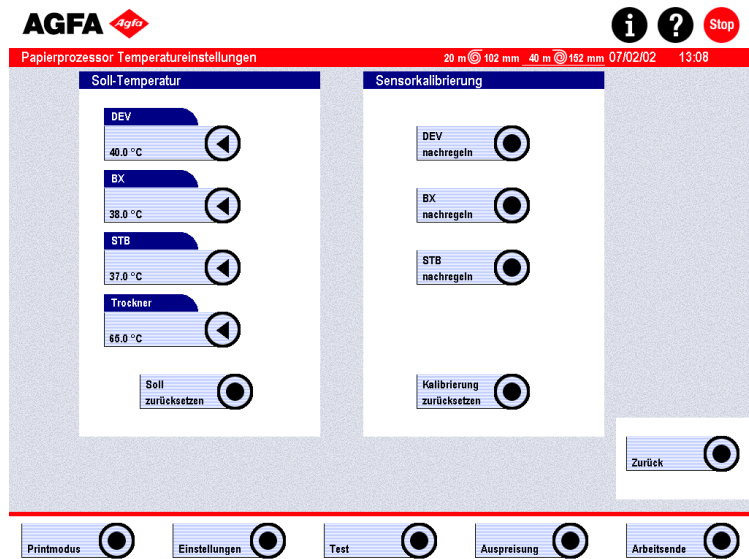 AGFA Agfa
i ? Stop
Papierprozessor Temperatureinstellungen 20 m 102 mm 40 m 152 mm 07/02/02 13:08
Soll-Temperatur
DEV
40.0 °C
BX
38.0 °C
STB
37.0 °C
Trockner
65.0 °C
Soll
zurücksetzen
Sensorkalibrierung
DEV
nachregeln
BX
nachregeln
STB
nachregeln
Kalibrierung
zurücksetzen
Zurück
Printmodus Einstellungen Test Auspreisung Arbeitsende